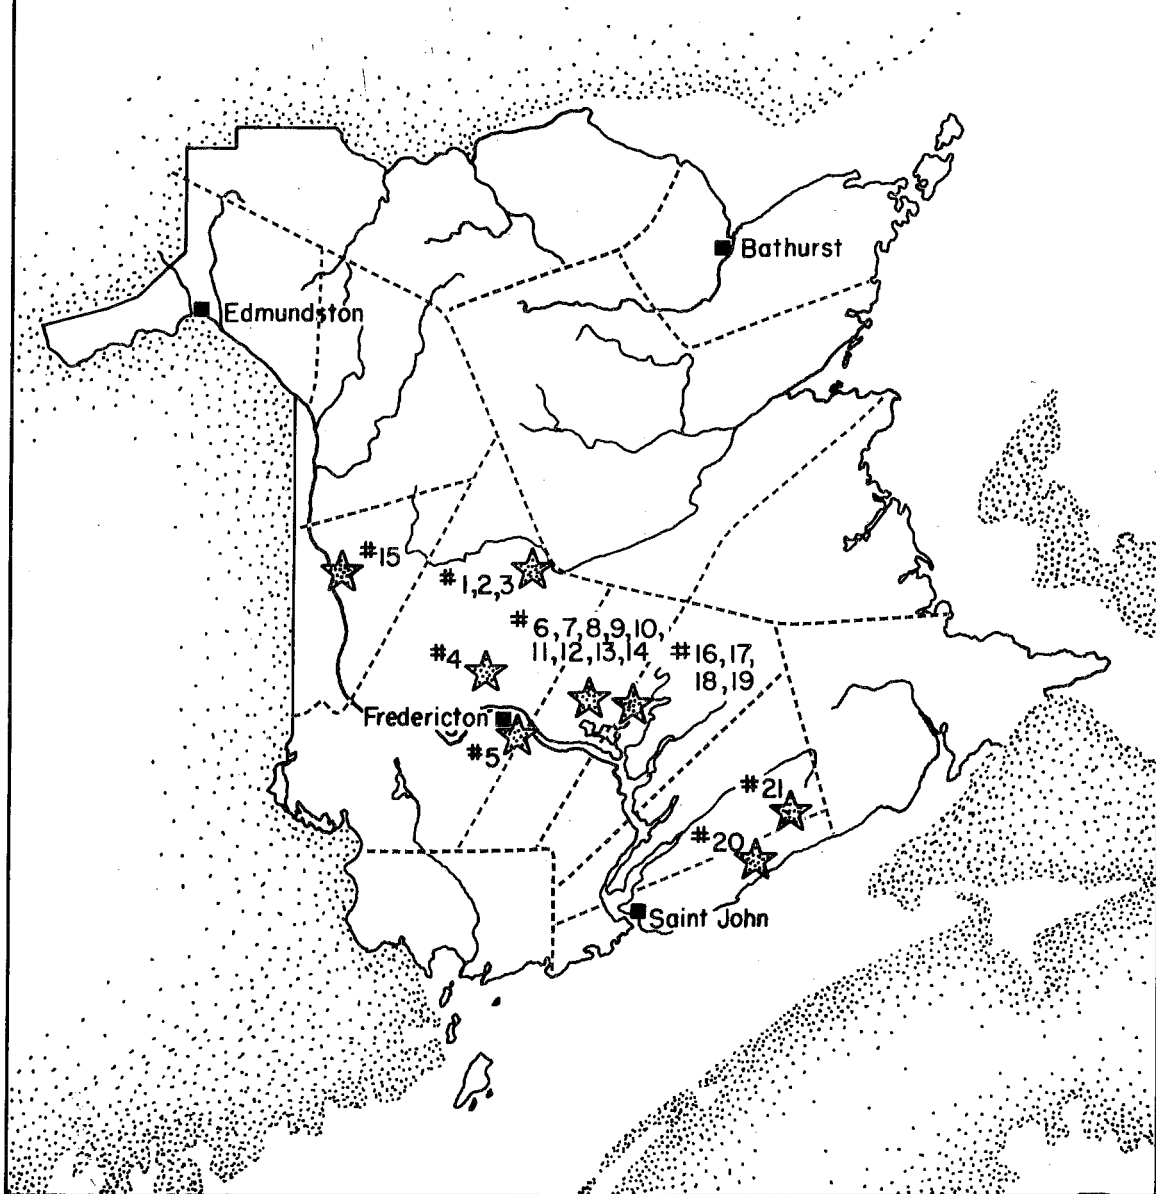 Bathurst
Edmundston
#15
#1,2,3
#6,7,8,9,10,
11,12,13,14
#4
#16,17,
18,19
Fredericton
#5
#21
#20
Saint John